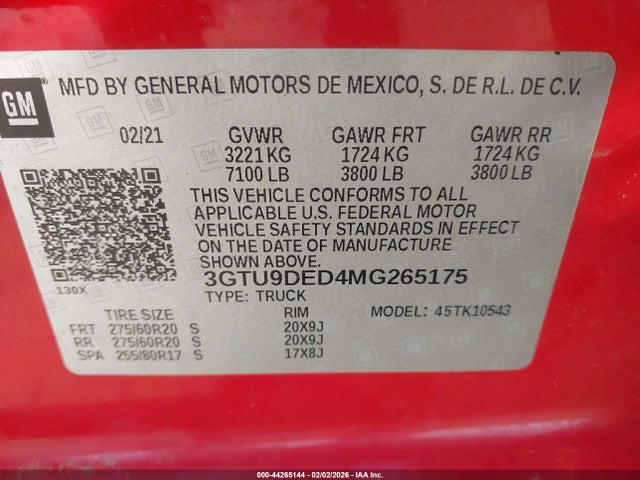 GM
MFD BY GENERAL MOTORS DE MEXICO, S. DE R.L. DE C.V.
02/21 GVWR GAWR FRT GAWR RR
3221 KG 1724 KG 1724 KG
7100 LB 3800 LB 3800 LB
THIS VEHICLE CONFORMS TO ALL
APPLICABLE U.S. FEDERAL MOTOR
VEHICLE SAFETY STANDARDS IN EFFECT
ON THE DATE OF MANUFACTURE
SHOWN ABOVE.
130X
3GTU9DED4MG265175
TYPE: TRUCK
TIRE SIZE RIM MODEL: 45TK10543
FRT 275/60R20 S 20X9J
RR 275/60R20 S 20X9J
SPA 255/80R17 S 17X8J
000-44265144 - 02/02/2026 - IAA Inc.